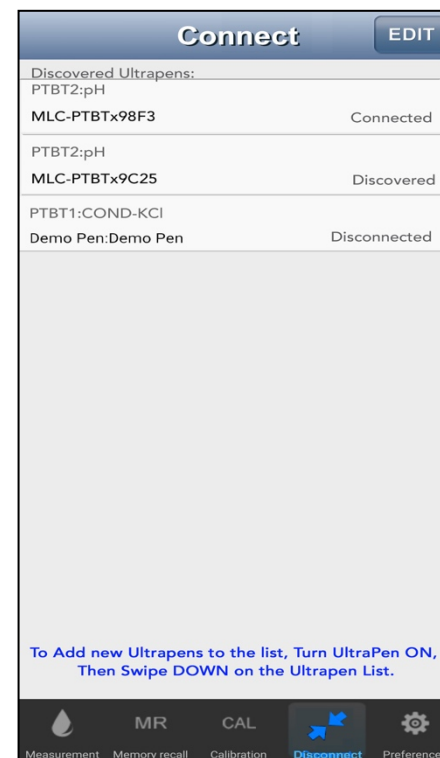 Connect
EDIT
Discovered Ultrapens:
PTBT2:pH
MLC-PTBTx98F3 Connected
PTBT2:pH
MLC-PTBTx9C25 Discovered
PTBT1:COND-KCl
Demo Pen:Demo Pen Disconnected
To Add new Ultrapens to the list, Turn UltraPen ON,
Then Swipe DOWN on the Ultrapen List.
MR CAL
Measurement Memory recall Calibration Disconnect Preference